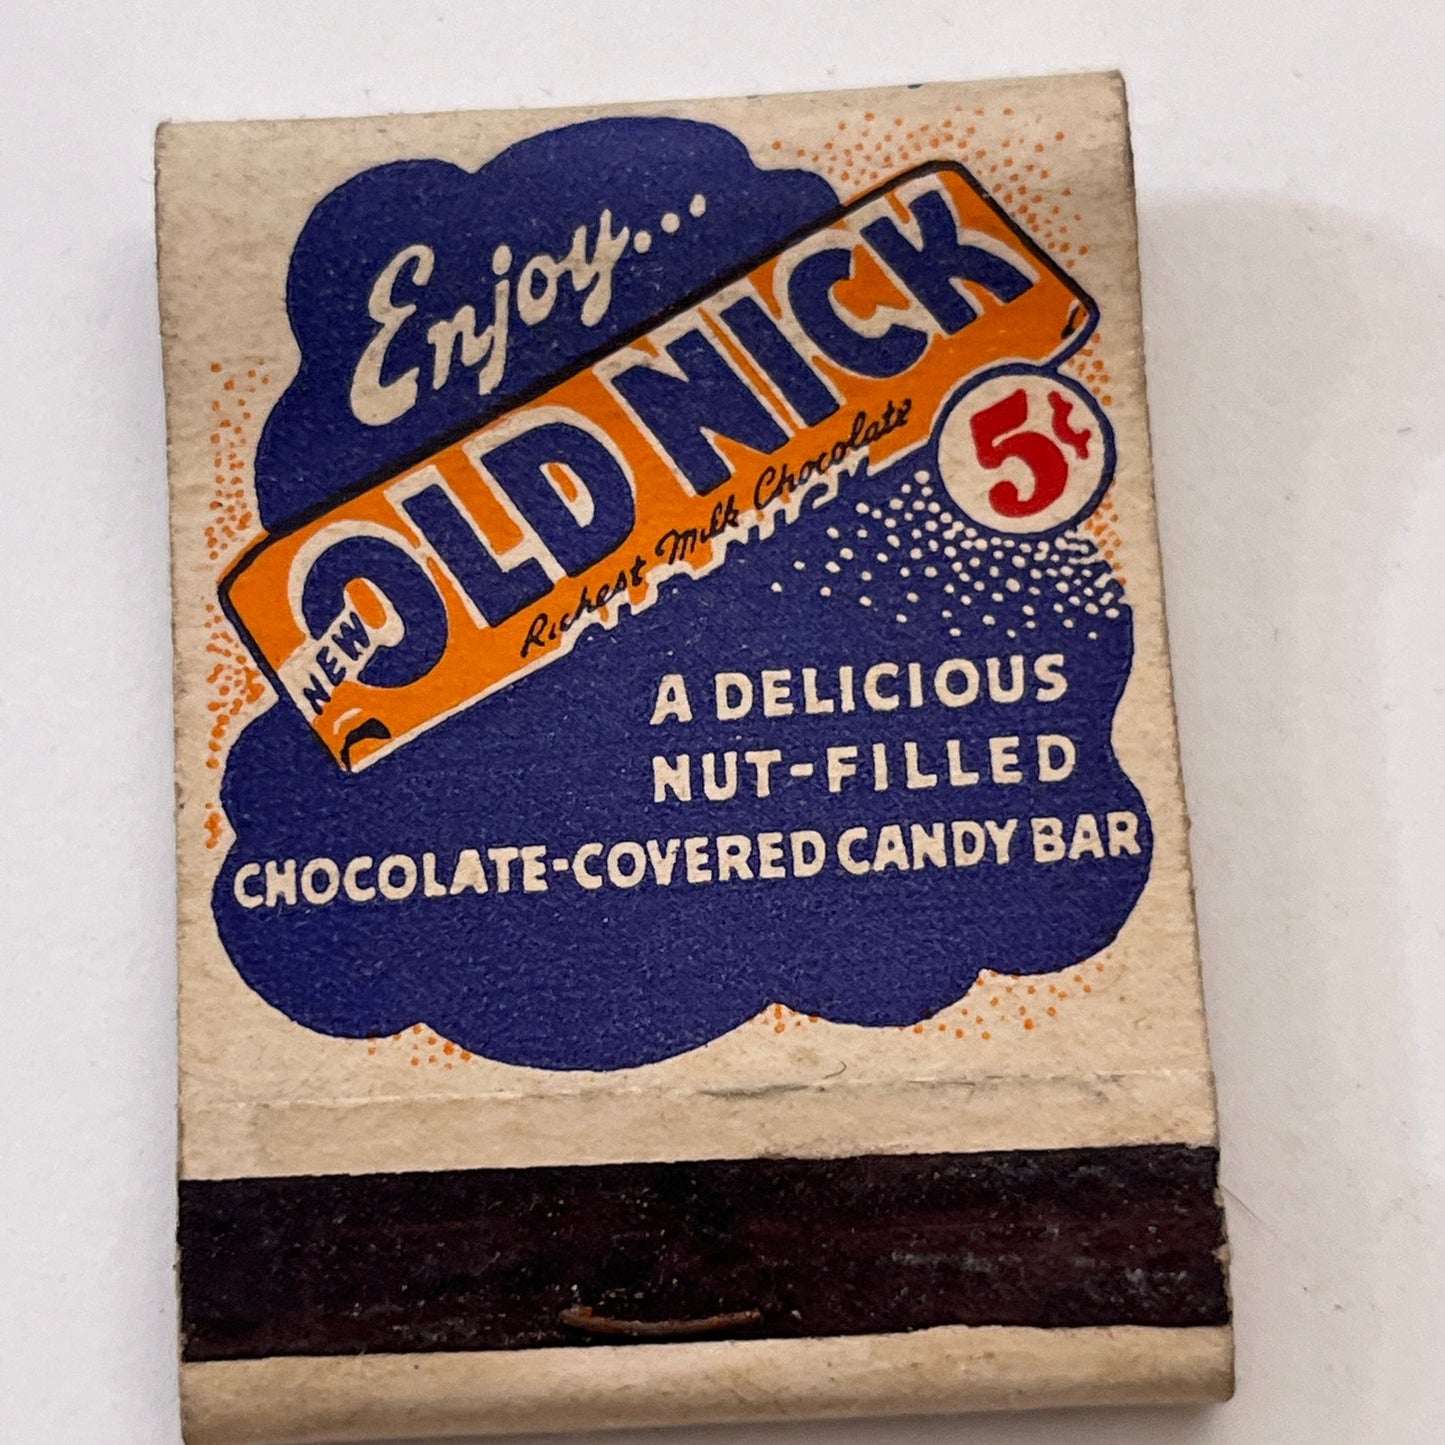 Enjoy...
NEW OLD NICK
Richest Milk Chocolate
5¢
A DELICIOUS
NUT-FILLED
CHOCOLATE-COVERED CANDY BAR